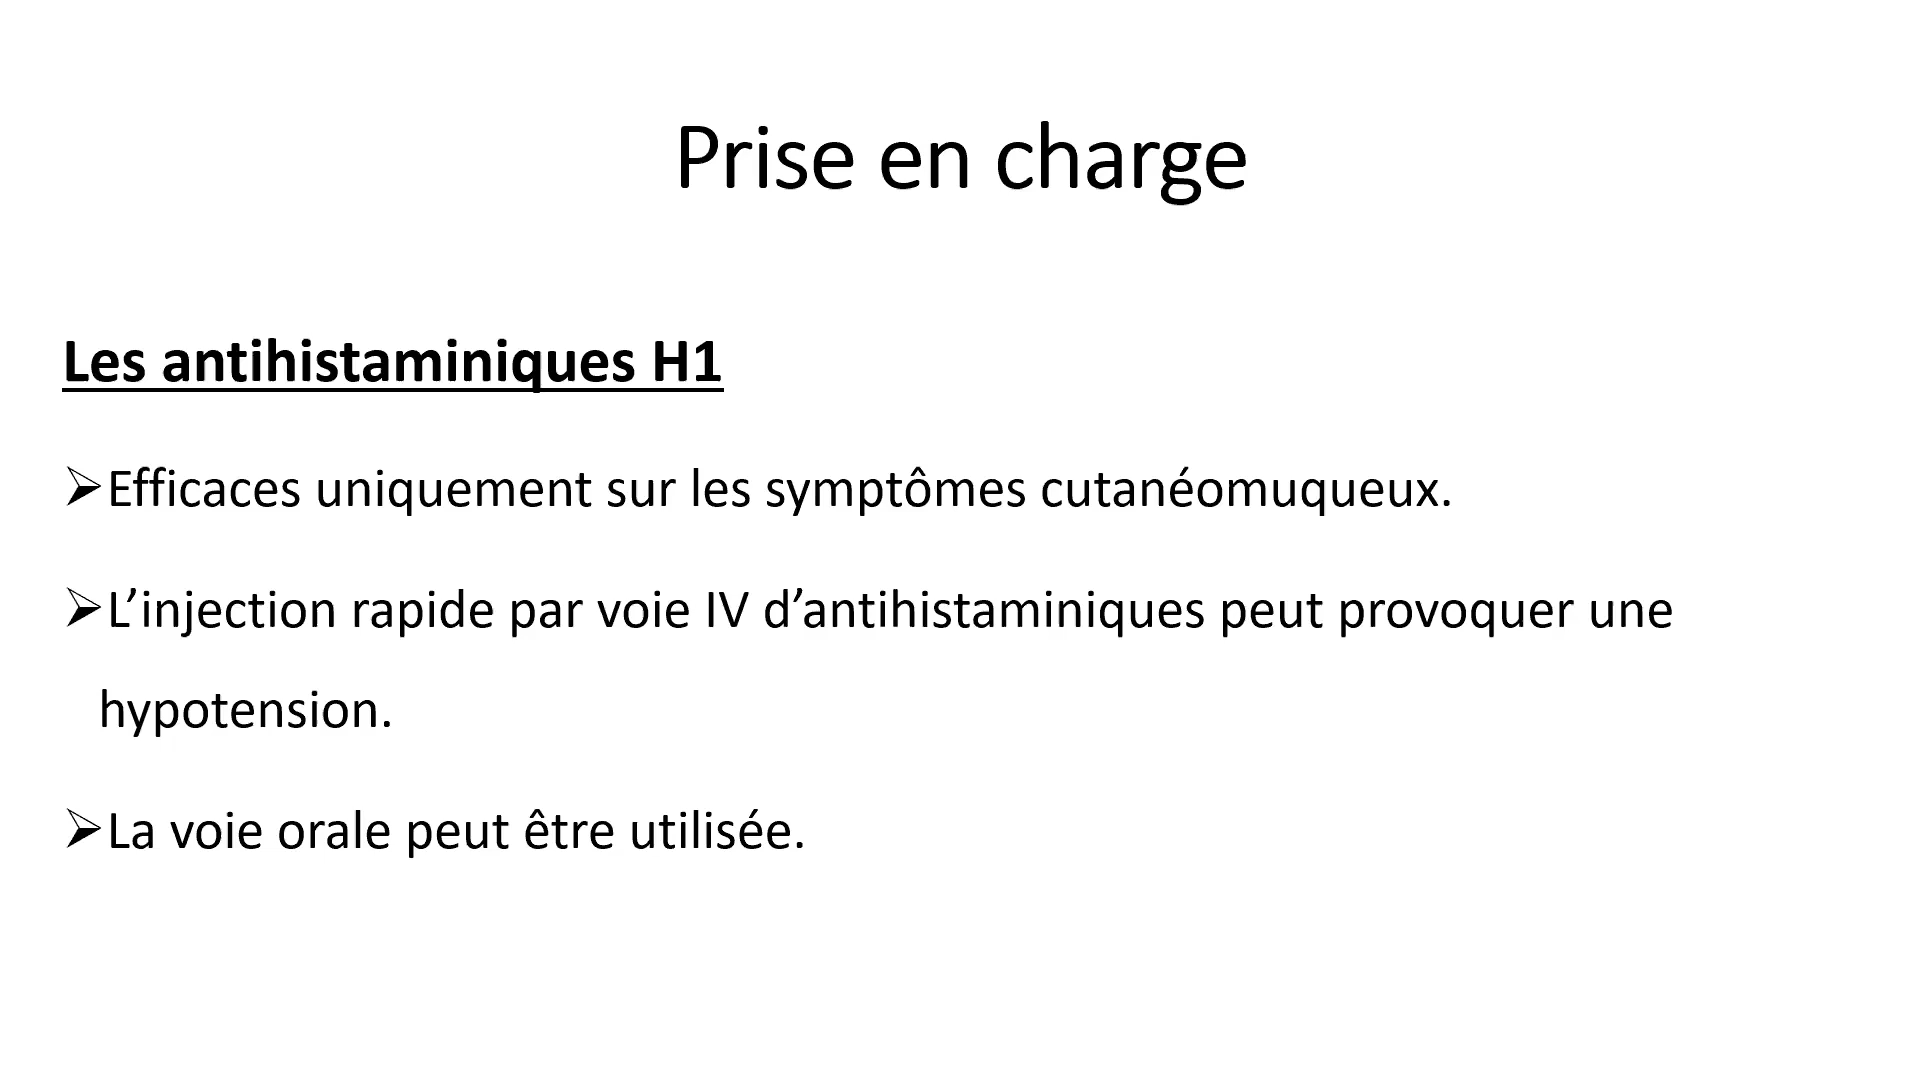 Prise en charge
Les antihistaminiques H1
➢Efficaces uniquement sur les symptômes cutanéomuqueux.
➢L’injection rapide par voie IV d’antihistaminiques peut provoquer une
hypotension.
➢La voie orale peut être utilisée.